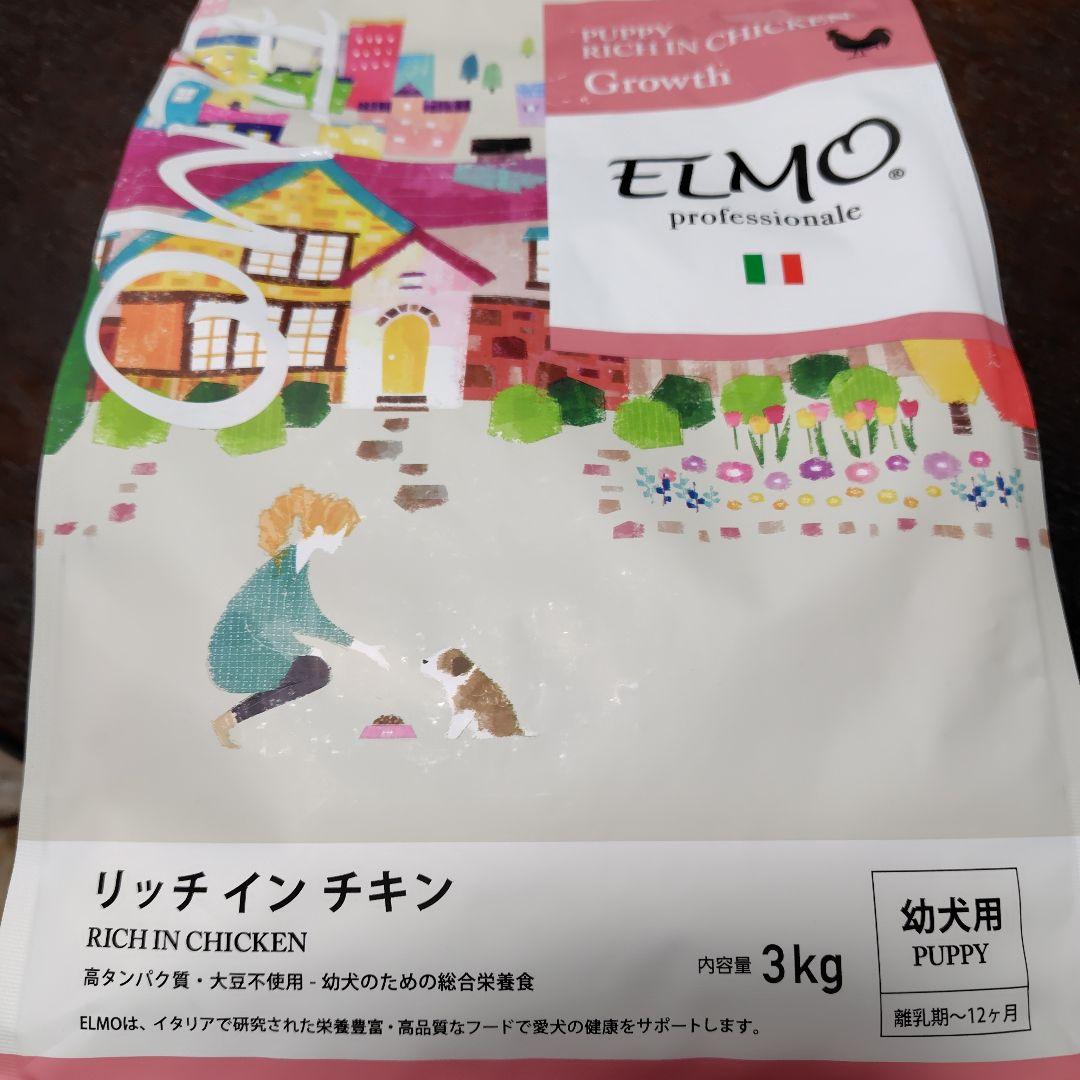 PUPPY
RICH IN CHICKEN
Growth
ELMO®
professionale
ELMO
リッチ イン チキン
RICH IN CHICKEN
高タンパク質・大豆不使用 - 幼犬のための総合栄養食
ELMOは、イタリアで研究された栄養豊富・高品質なフードで愛犬の健康をサポートします。
内容量 3kg
幼犬用
PUPPY
離乳期～12ヶ月